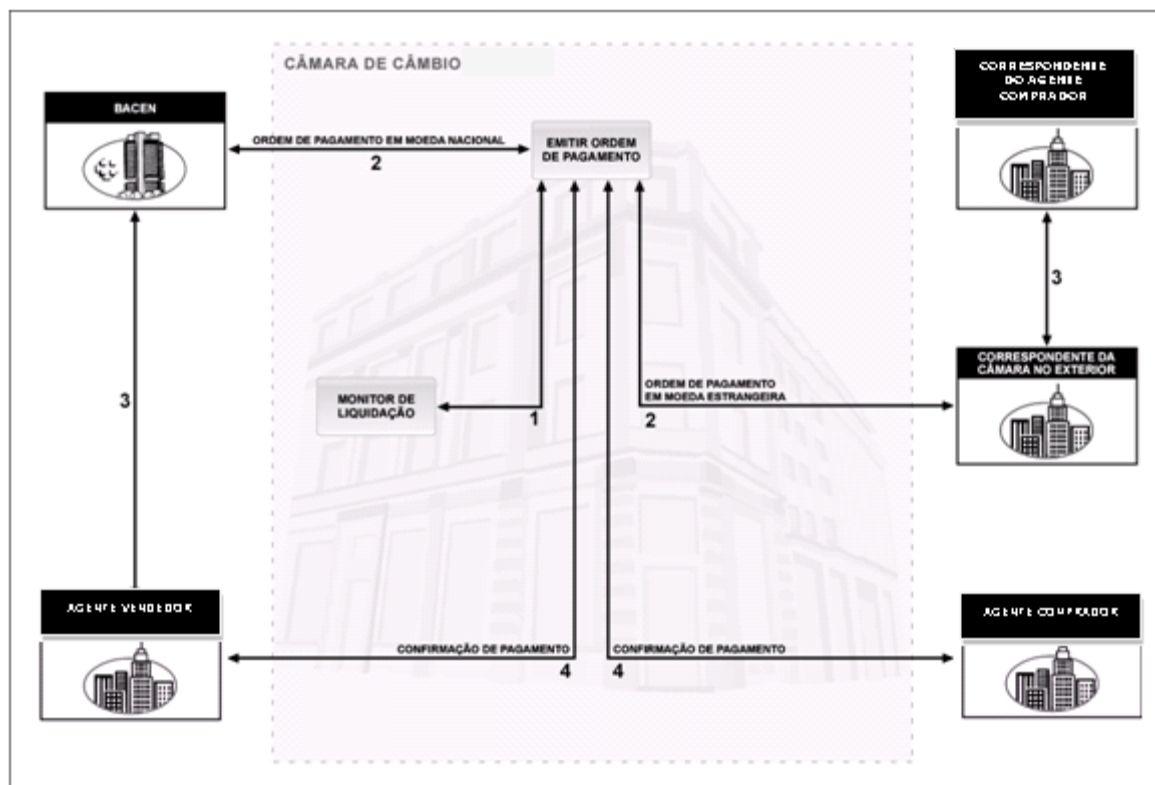 CÂMARA DE CÂMBIO
CORRESPONDENTE
DO AGENTE
COMPRADOR
BACEN
ORDEM DE PAGAMENTO EM MOEDA NACIONAL
2
EMITIR ORDEM
DE PAGAMENTO
3
CORRESPONDENTE DA
CÂMARA NO EXTERIOR
ORDEM DE PAGAMENTO
EM MOEDA ESTRANGEIRA
2
MONITOR DE
LIQUIDAÇÃO
1
3
AGENTE VENDEDOR
AGENTE COMPRADOR
CONFIRMAÇÃO DE PAGAMENTO
4
CONFIRMAÇÃO DE PAGAMENTO
4